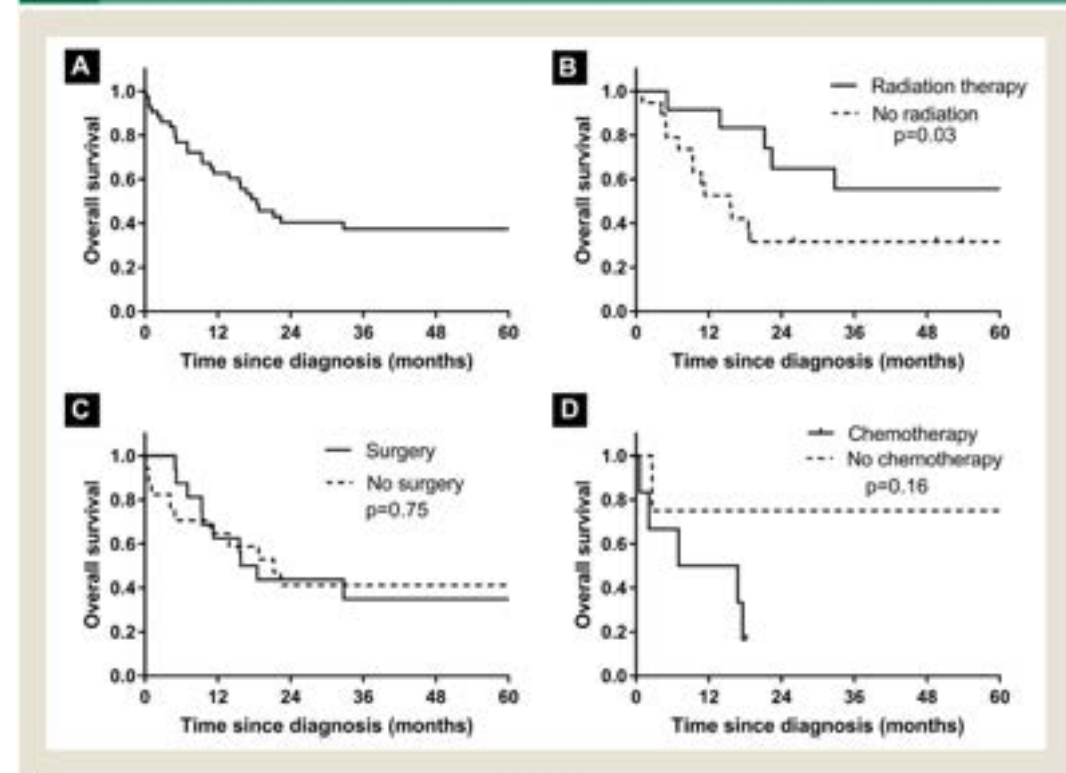 A
1.0
0.8
0.6
0.4
0.2
0.0
Overall survival
0 12 24 36 48 60
Time since diagnosis (months)
B
Radiation therapy
No radiation
p=0.03
1.0
0.8
0.6
0.4
0.2
0.0
Overall survival
0 12 24 36 48 60
Time since diagnosis (months)
C
Surgery
No surgery
p=0.75
1.0
0.8
0.6
0.4
0.2
0.0
Overall survival
0 12 24 36 48 60
Time since diagnosis (months)
D
Chemotherapy
No chemotherapy
p=0.16
1.0
0.8
0.6
0.4
0.2
0.0
Overall survival
0 12 24 36 48 60
Time since diagnosis (months)